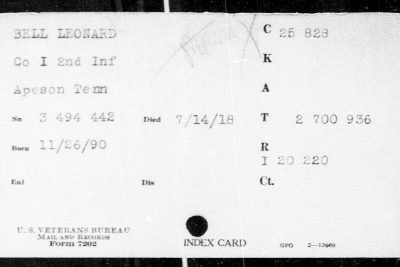 BELL LEONARD C 25 828
Co I 2nd Inf K
Apeson Tenn A
Sn 3 494 442 Died 7/14/18 T 2 700 936
Born 11/26/90 R
I 20 220
Enl Dis Ct.
U. S. VETERANS BUREAU
MAIL AND RECORDS
Form 7202 INDEX CARD GPO